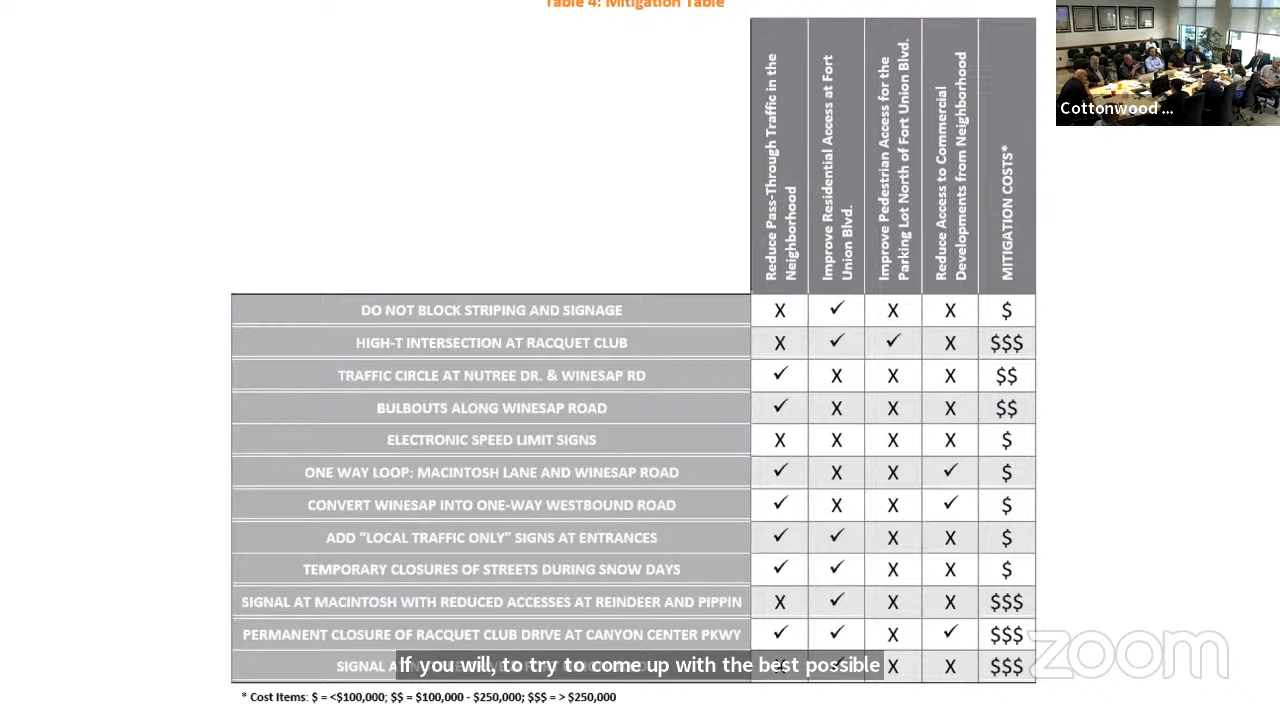 Table 4: Mitigation Table
Reduce Pass-Through Traffic in the
Neighborhood
Improve Residential Access at Fort
Union Blvd.
Improve Pedestrian Access for the
Parking Lot North of Fort Union Blvd.
Reduce Access to Commercial
Developments from Neighborhood
MITIGATION COSTS*
DO NOT BLOCK STRIPING AND SIGNAGE X ✓ X X $
HIGH-T INTERSECTION AT RACQUET CLUB X ✓ ✓ X $$$
TRAFFIC CIRCLE AT NUTREE DR. & WINESAP RD ✓ X X X $$
BULBOUTS ALONG WINESAP ROAD ✓ X X X $$
ELECTRONIC SPEED LIMIT SIGNS X X X X $
ONE WAY LOOP: MACINTOSH LANE AND WINESAP ROAD ✓ X X ✓ $
CONVERT WINESAP INTO ONE-WAY WESTBOUND ROAD ✓ X X ✓ $
ADD "LOCAL TRAFFIC ONLY" SIGNS AT ENTRANCES ✓ ✓ X X $
TEMPORARY CLOSURES OF STREETS DURING SNOW DAYS ✓ ✓ X X $
SIGNAL AT MACINTOSH WITH REDUCED ACCESSES AT REINDEER AND PIPPIN X ✓ X X $$$
PERMANENT CLOSURE OF RACQUET CLUB DRIVE AT CANYON CENTER PKWY ✓ ✓ X ✓ $$$
SIGNAL X X $$$
If you will, to try to come up with the best possible
* Cost Items: $ = <$100,000; $$ = $100,000 - $250,000; $$$ = > $250,000
Cottonwood ...
zoom